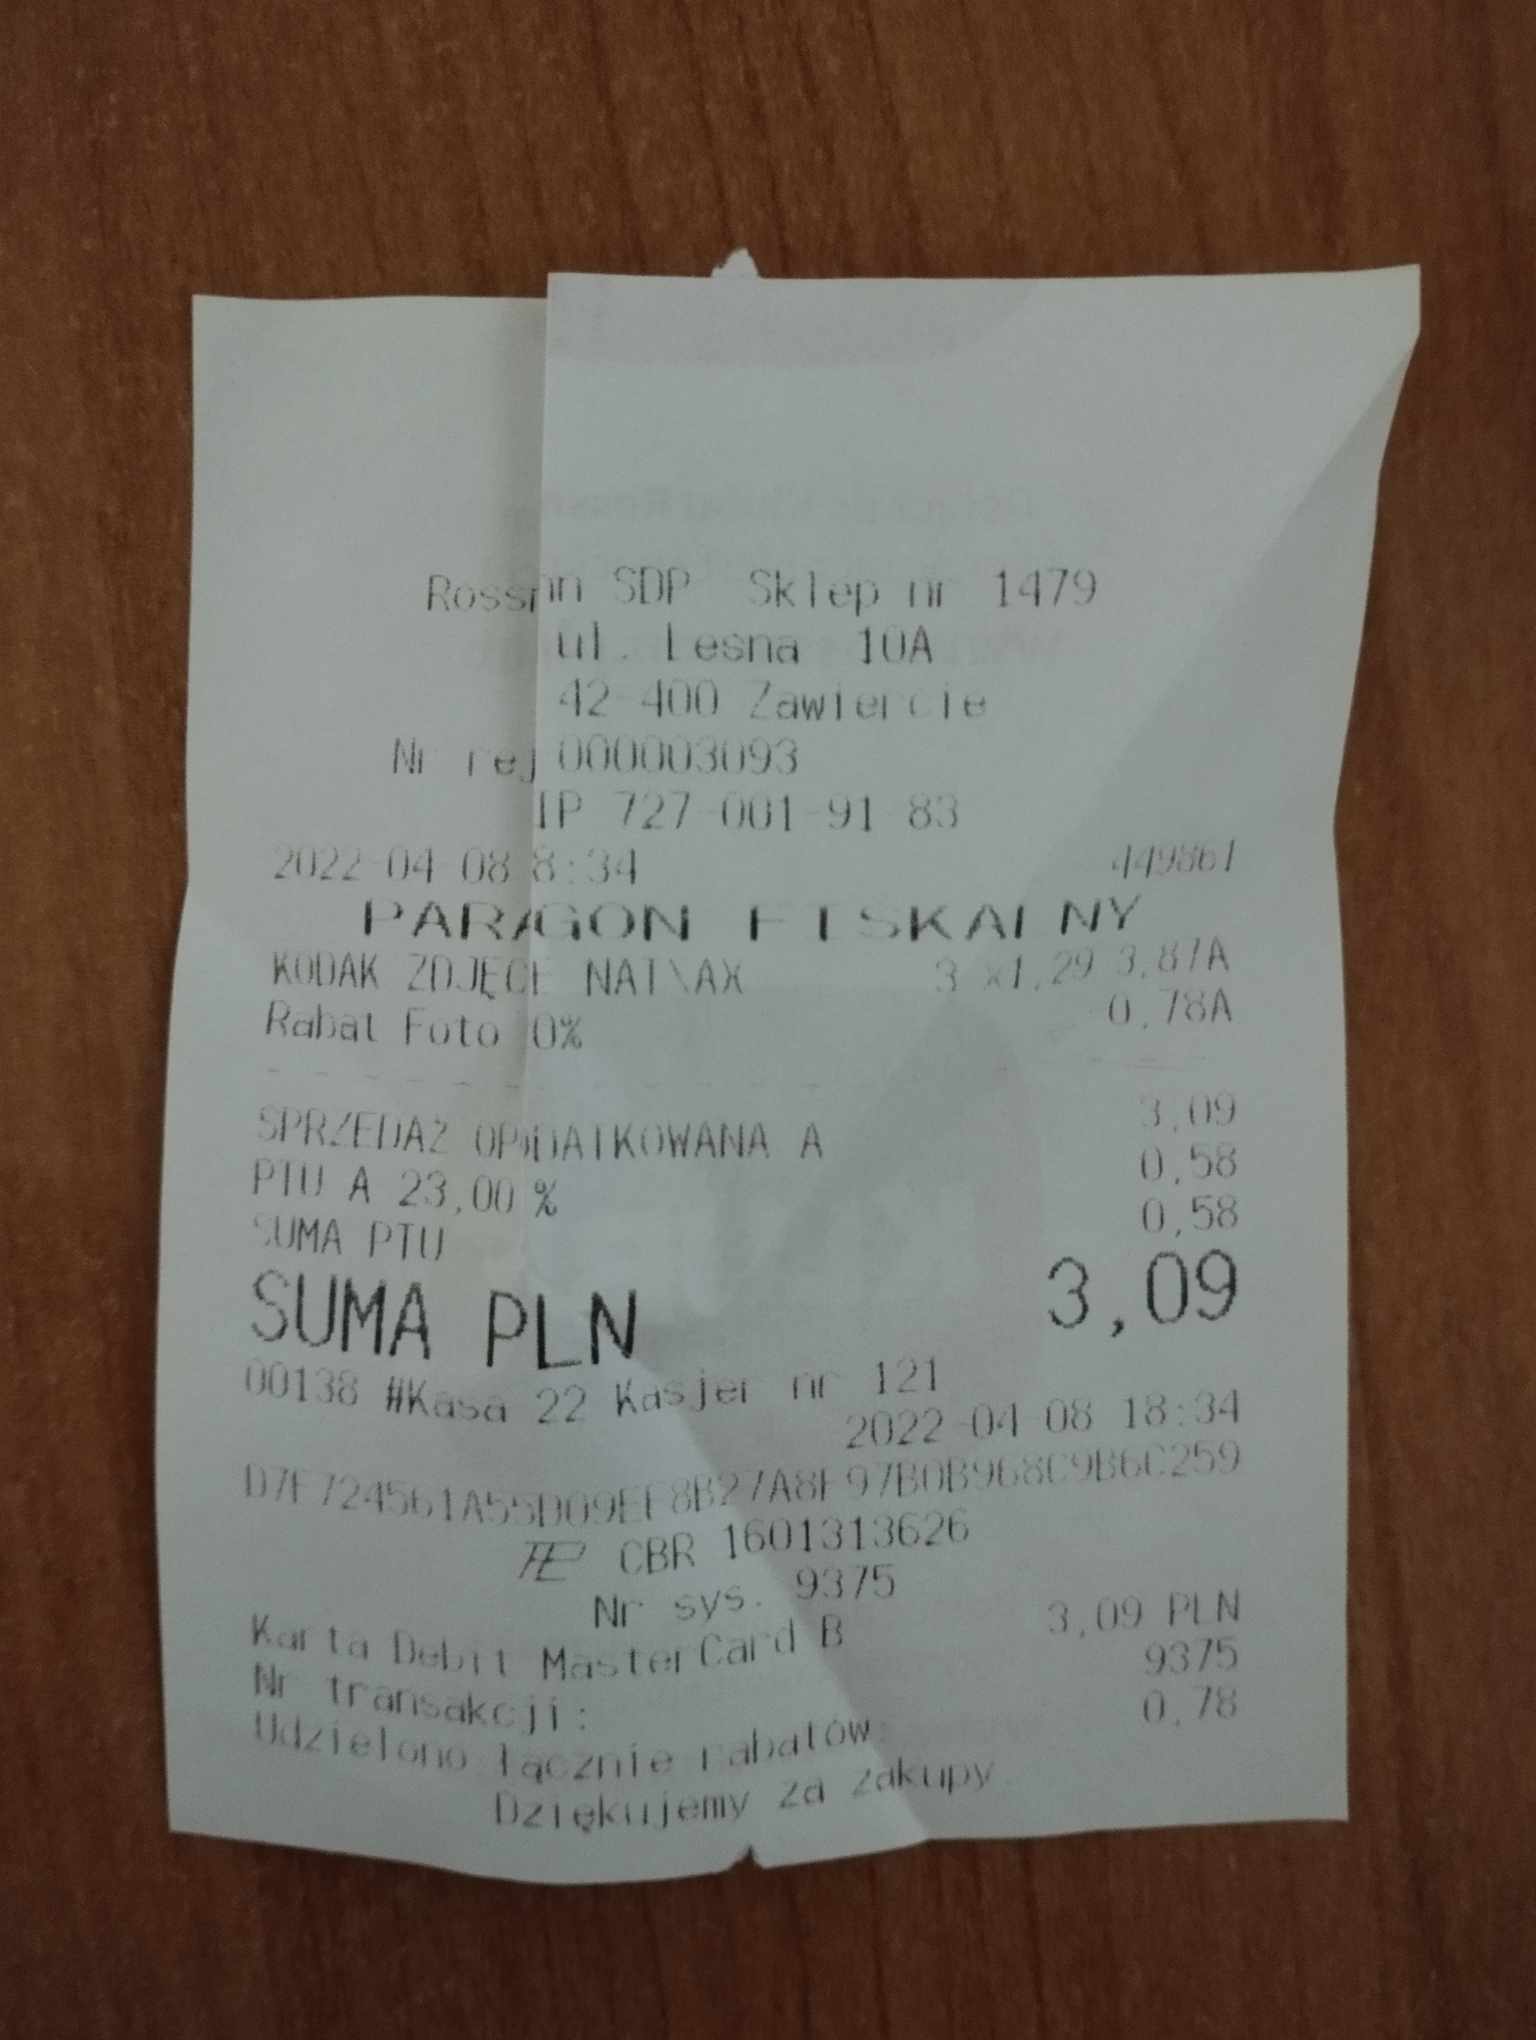 Rossmnn SDP Sklep nr 1479
ul. Lesna 10A
42-400 Zawiercie
Nr rej 000003093
IP 727-001-91-83
2022-04-08 8:34 449861
PARAGON FISKALNY
KODAK ZDJĘCE NAT\AX 3 x1,29 3,87A
Rabat Foto 0% 0,78A
SPRZEDAŻ OPODATKOWANA A 3,09
PTU A 23,00 % 0,58
SUMA PTU 0,58
SUMA PLN 3,09
00138 #Kasa 22 Kasjer nr 121
2022-04-08 18:34
D7F724561A55D09EF8B27A8F97B0B968C9B6C259
CBR 1601313626
Nr sys. 9375
Karta Debit MasterCard B 3,09 PLN
Nr transakcji: 9375
Udzielono łącznie rabatów: 0,78
Dziękujemy za zakupy